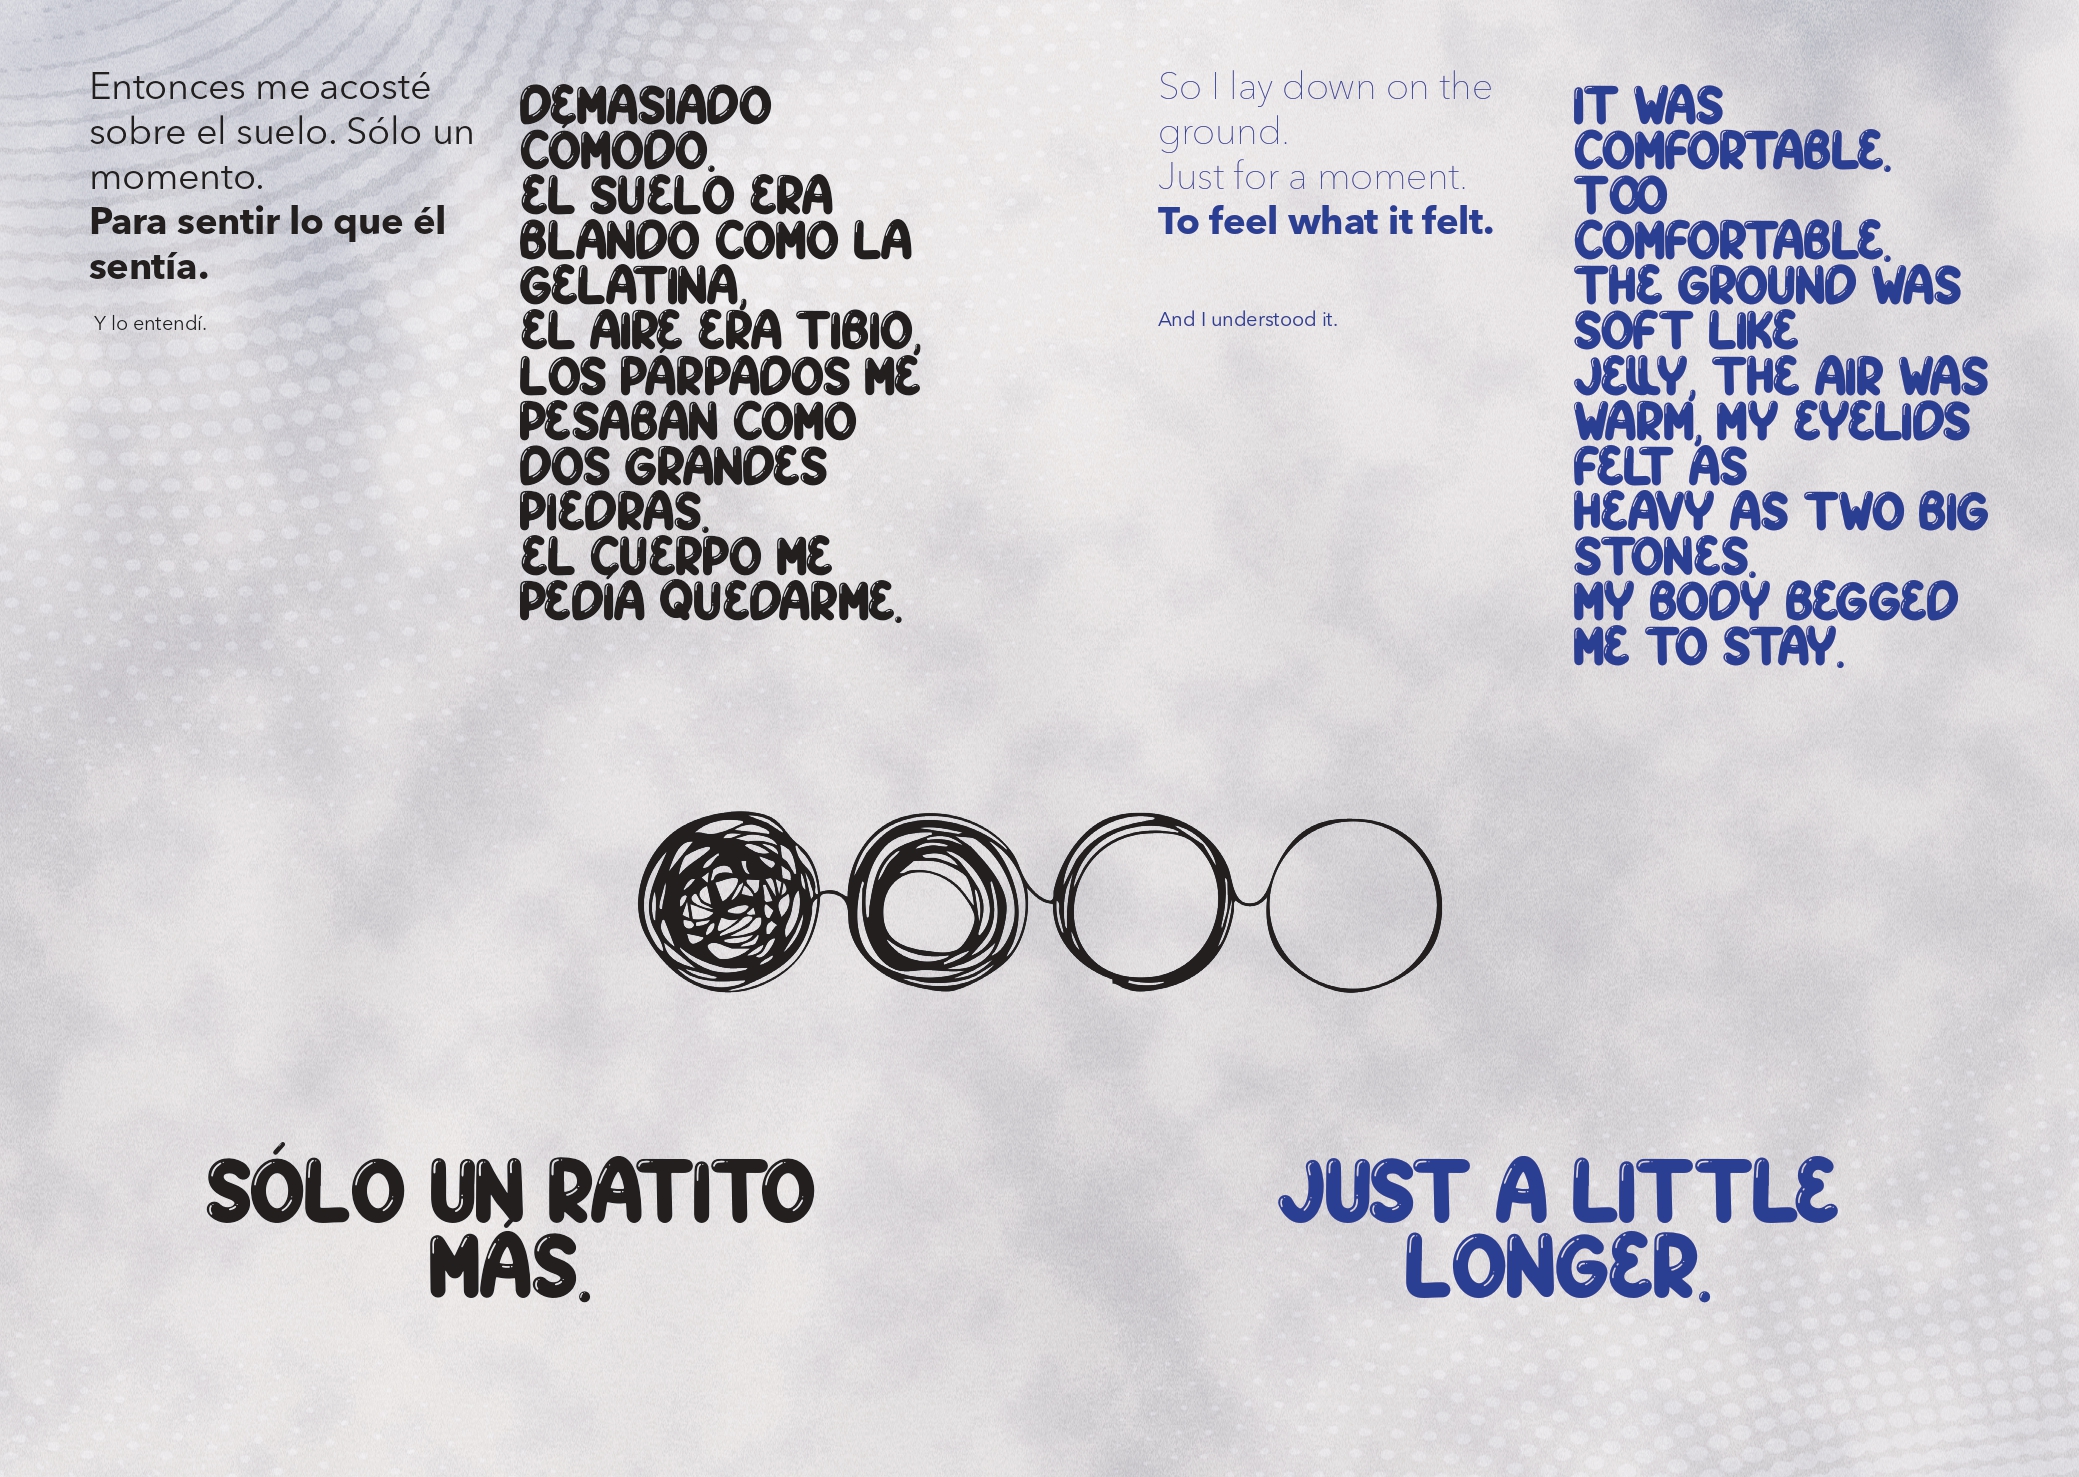 Entonces me acosté
sobre el suelo. Sólo un
momento.
Para sentir lo que él
sentía.
Y lo entendí.
DEMASIADO
CÓMODO.
EL SUELO ERA
BLANDO COMO LA
GELATINA,
EL AIRE ERA TIBIO,
LOS PÁRPADOS ME
PESABAN COMO
DOS GRANDES
PIEDRAS.
EL CUERPO ME
PEDÍA QUEDARME.
So I lay down on the
ground.
Just for a moment.
To feel what it felt.
And I understood it.
IT WAS
COMFORTABLE.
TOO
COMFORTABLE.
THE GROUND WAS
SOFT LIKE
JELLY, THE AIR WAS
WARM, MY EYELIDS
FELT AS
HEAVY AS TWO BIG
STONES.
MY BODY BEGGED
ME TO STAY.
SÓLO UN RATITO
MÁS.
JUST A LITTLE
LONGER.